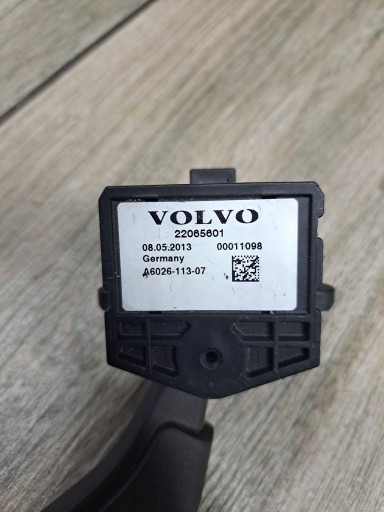 VOLVO
22065601
08.05.2013 00011098
Germany
A6026-113-07